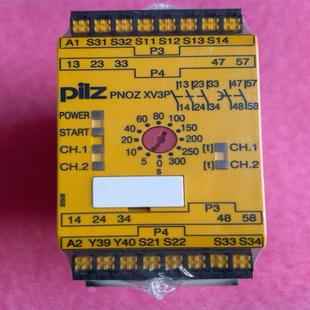 A1 S31 S32 S11 S12 S13 S14
P3
13 23 33 47 57
P4
pilz PNOZ XV3P
13 23 33 47 57
14 24 34 48 58
POWER
START
CH.1
CH.2
5 10 20 40 60 80 100 150 200 250 300
0
s
[t] CH.1
[t] CH.2
P3
14 24 34 48 58
P4
A2 Y39 Y40 S21 S22 S33 S34